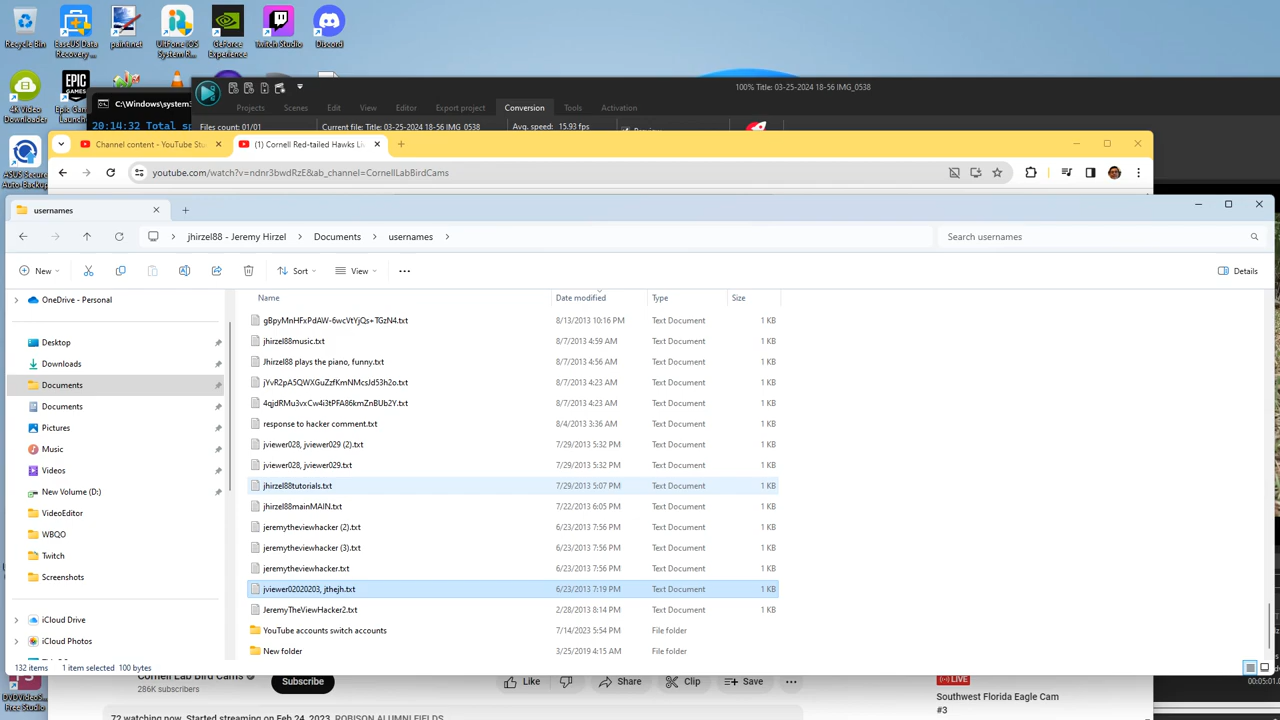 Recycle Bin
EaseUS Data Recovery ...
paint.net
UltFone iOS System R...
GeForce Experience
Twitch Studio
Discord
4K Video Downloader
Epic Games Launcher
C:\Windows\system3
20:14:32 Total sp
Projects Scenes Edit View Editor Export project Conversion Tools Activation
100% Title: 03-25-2024 18-56 IMG_0538
Files count: 01/01 Current file: Title: 03-25-2024 18-56 IMG_0538 Avg. speed: 15.93 fps
ASUS Secure Auto-Backup
Channel content - YouTube Stu
(1) Cornell Red-tailed Hawks Li
youtube.com/watch?v=ndnr3bwdRzE&ab_channel=CornellLabBirdCams
usernames
jhirzel88 - Jeremy Hirzel > Documents > usernames >
Search usernames
New Sort View ... Details
OneDrive - Personal
Desktop
Downloads
Documents
Documents
Pictures
Music
Videos
New Volume (D:)
VideoEditor
WBQO
Twitch
Screenshots
iCloud Drive
iCloud Photos
Name Date modified Type Size
gBpyMnHFxPdAW-6wcVtYjQs+TGzN4.txt 8/13/2013 10:16 PM Text Document 1 KB
jhirzel88music.txt 8/7/2013 4:59 AM Text Document 1 KB
Jhirzel88 plays the piano, funny.txt 8/7/2013 4:56 AM Text Document 1 KB
jYvR2pA5QWXGuZzfKmNMcsJd53h2o.txt 8/7/2013 4:23 AM Text Document 1 KB
4qjdRMu3vxCw4i3tPFA86kmZnBUb2Y.txt 8/7/2013 4:23 AM Text Document 1 KB
response to hacker comment.txt 8/4/2013 3:36 AM Text Document 1 KB
jviewer028, jviewer029 (2).txt 7/29/2013 5:32 PM Text Document 1 KB
jviewer028, jviewer029.txt 7/29/2013 5:32 PM Text Document 1 KB
jhirzel88tutorials.txt 7/29/2013 5:07 PM Text Document 1 KB
jhirzel88mainMAIN.txt 7/22/2013 6:05 PM Text Document 1 KB
jeremytheviewhacker (2).txt 6/23/2013 7:56 PM Text Document 1 KB
jeremytheviewhacker (3).txt 6/23/2013 7:56 PM Text Document 1 KB
jeremytheviewhacker.txt 6/23/2013 7:56 PM Text Document 1 KB
jviewer02020203, jthejh.txt 6/23/2013 7:19 PM Text Document 1 KB
JeremyTheViewHacker2.txt 2/28/2013 8:14 PM Text Document 1 KB
YouTube accounts switch accounts 7/14/2023 5:54 PM File folder
New folder 3/25/2019 4:15 AM File folder
132 items 1 item selected 100 bytes
Cornell Lab Bird Cams
286K subscribers
Subscribe
Like Share Clip Save ...
(LIVE)
Southwest Florida Eagle Cam
#3
00:05:01.
DVDVideoS...
Free Studio
72 watching now Started streaming on Feb 24, 2023 ROBISON ALUMNI FIELDS